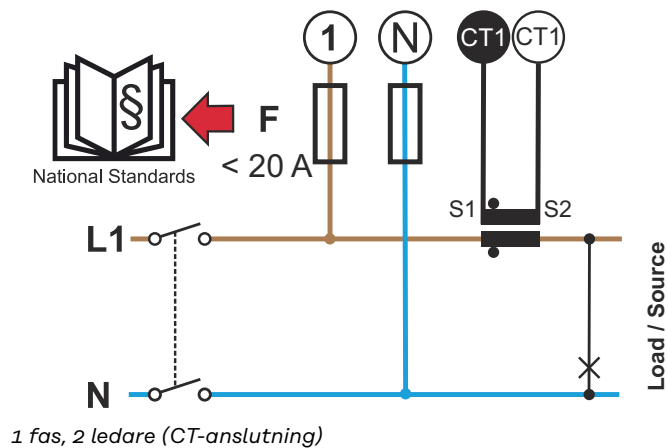 1 N CT1 CT1
§
F
National Standards
< 20 A
S1 S2
L1
Load / Source
N
1 fas, 2 ledare (CT-anslutning)